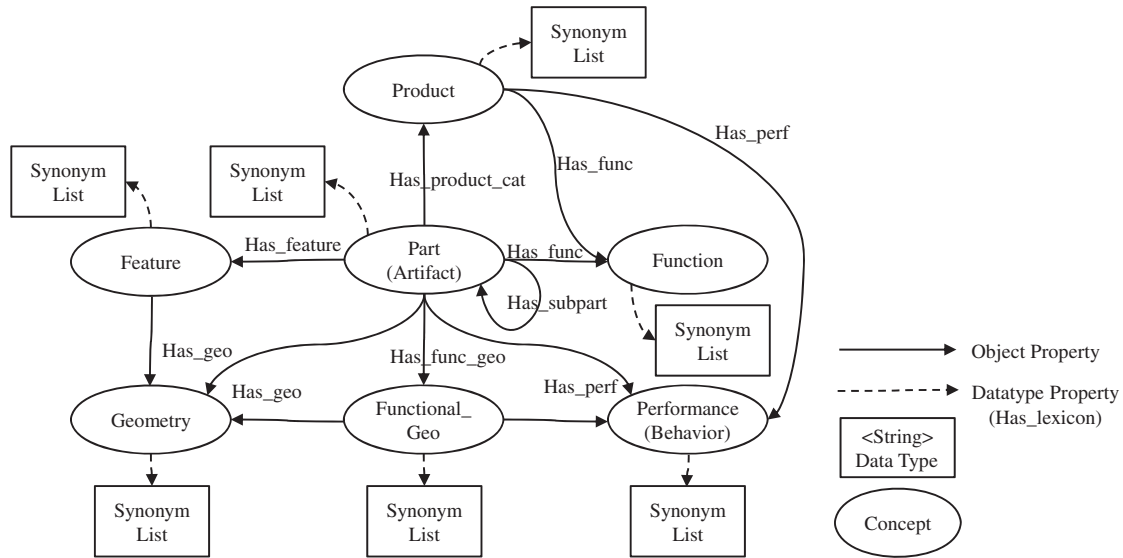 Synonym
List
Product
Has_perf
Synonym
List
Synonym
List
Has_func
Has_product_cat
Has_feature
Part
(Artifact)
Has_func
Feature
Function
Has_subpart
Synonym
List
Has_geo
Has_func_geo
Object Property
Has_geo
Has_perf
Datatype Property
(Has_lexicon)
Geometry
Functional_
Geo
Performance
(Behavior)
<String>
Data Type
Synonym
List
Synonym
List
Synonym
List
Concept